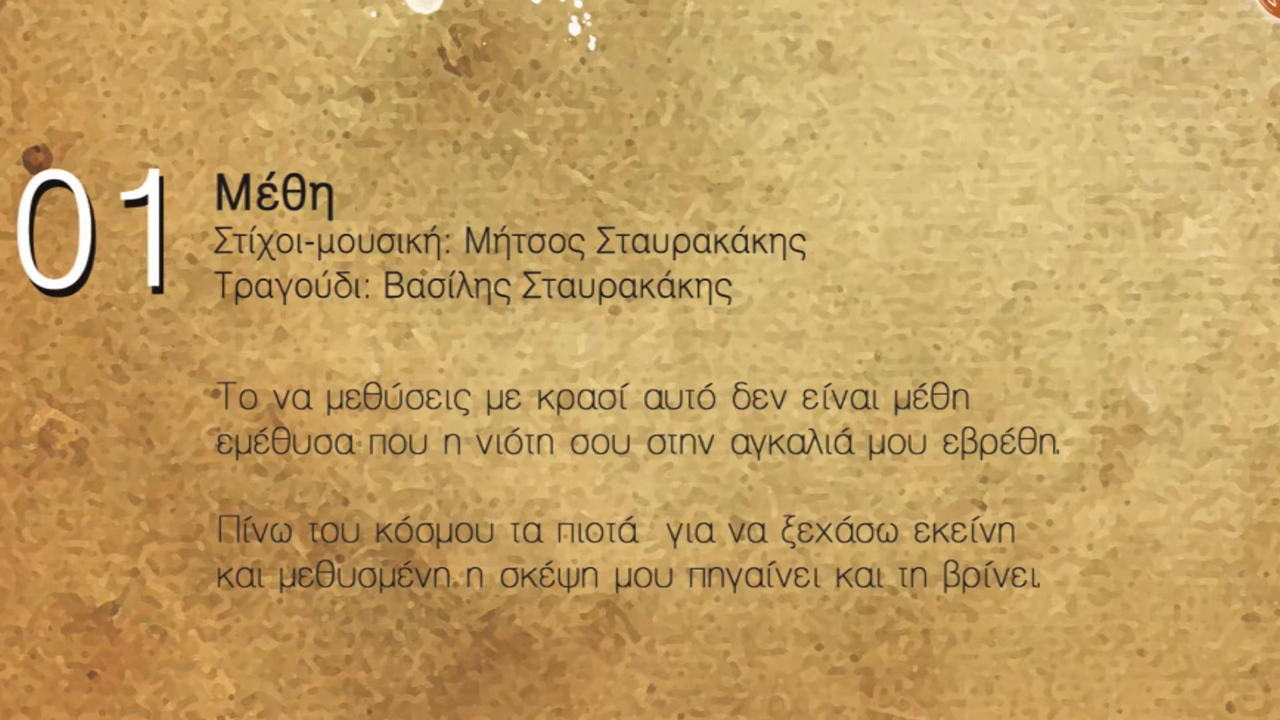 01
Μέθη
Στίχοι-μουσική: Μήτσος Σταυρακάκης
Τραγούδι: Βασίλης Σταυρακάκης
Το να μεθύσεις με κρασί αυτό δεν είναι μέθη
εμέθυσα που η νιότη σου στην αγκαλιά μου εβρέθη.
Πίνω του κόσμου τα πιοτά για να ξεχάσω εκείνη
και μεθυσμένη η σκέψη μου πηγαίνει και τη βρίνει.